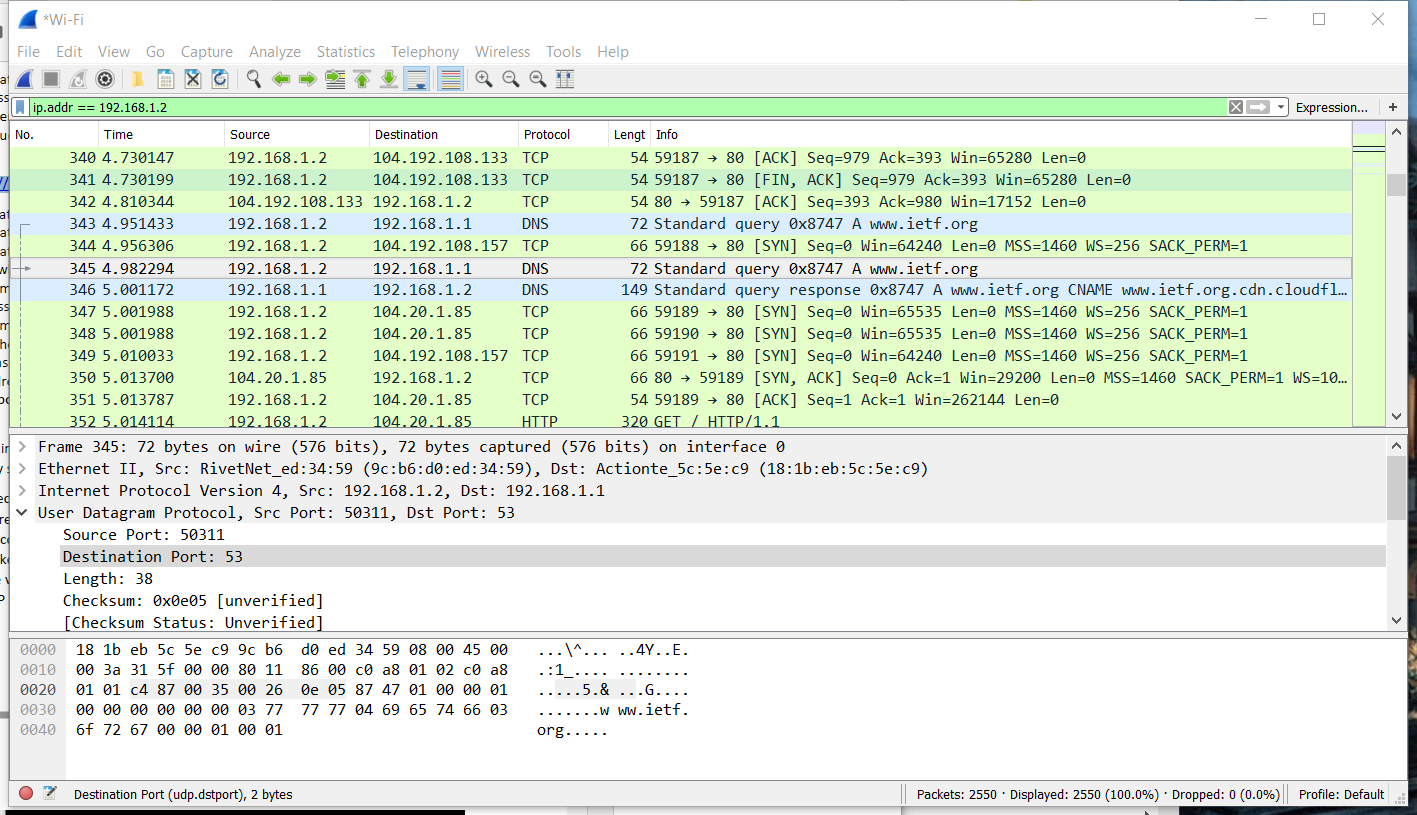 *Wi-Fi
File Edit View Go Capture Analyze Statistics Telephony Wireless Tools Help
ip.addr == 192.168.1.2 Expression... +
No. Time Source Destination Protocol Lengt Info
340 4.730147 192.168.1.2 104.192.108.133 TCP 54 59187 → 80 [ACK] Seq=979 Ack=393 Win=65280 Len=0
341 4.730199 192.168.1.2 104.192.108.133 TCP 54 59187 → 80 [FIN, ACK] Seq=979 Ack=393 Win=65280 Len=0
342 4.810344 104.192.108.133 192.168.1.2 TCP 54 80 → 59187 [ACK] Seq=393 Ack=980 Win=17152 Len=0
343 4.951433 192.168.1.2 192.168.1.1 DNS 72 Standard query 0x8747 A www.ietf.org
344 4.956306 192.168.1.2 104.192.108.157 TCP 66 59188 → 80 [SYN] Seq=0 Win=64240 Len=0 MSS=1460 WS=256 SACK_PERM=1
345 4.982294 192.168.1.2 192.168.1.1 DNS 72 Standard query 0x8747 A www.ietf.org
346 5.001172 192.168.1.1 192.168.1.2 DNS 149 Standard query response 0x8747 A www.ietf.org CNAME www.ietf.org.cdn.cloudfl…
347 5.001988 192.168.1.2 104.20.1.85 TCP 66 59189 → 80 [SYN] Seq=0 Win=65535 Len=0 MSS=1460 WS=256 SACK_PERM=1
348 5.001988 192.168.1.2 104.20.1.85 TCP 66 59190 → 80 [SYN] Seq=0 Win=65535 Len=0 MSS=1460 WS=256 SACK_PERM=1
349 5.010033 192.168.1.2 104.192.108.157 TCP 66 59191 → 80 [SYN] Seq=0 Win=64240 Len=0 MSS=1460 WS=256 SACK_PERM=1
350 5.013700 104.20.1.85 192.168.1.2 TCP 66 80 → 59189 [SYN, ACK] Seq=0 Ack=1 Win=29200 Len=0 MSS=1460 SACK_PERM=1 WS=10…
351 5.013787 192.168.1.2 104.20.1.85 TCP 54 59189 → 80 [ACK] Seq=1 Ack=1 Win=262144 Len=0
352 5.014114 192.168.1.2 104.20.1.85 HTTP 320 GET / HTTP/1.1
Frame 345: 72 bytes on wire (576 bits), 72 bytes captured (576 bits) on interface 0
Ethernet II, Src: RivetNet_ed:34:59 (9c:b6:d0:ed:34:59), Dst: Actionte_5c:5e:c9 (18:1b:eb:5c:5e:c9)
Internet Protocol Version 4, Src: 192.168.1.2, Dst: 192.168.1.1
User Datagram Protocol, Src Port: 50311, Dst Port: 53
Source Port: 50311
Destination Port: 53
Length: 38
Checksum: 0x0e05 [unverified]
[Checksum Status: Unverified]
0000 18 1b eb 5c 5e c9 9c b6 d0 ed 34 59 08 00 45 00 ...\^... ..4Y..E.
0010 00 3a 31 5f 00 00 80 11 86 00 c0 a8 01 02 c0 a8 .:1_.... ........
0020 01 01 c4 87 00 35 00 26 0e 05 87 47 01 00 00 01 .....5.& ...G....
0030 00 00 00 00 00 00 03 77 77 77 04 69 65 74 66 03 .......w ww.ietf.
0040 6f 72 67 00 00 01 00 01 org.....
Destination Port (udp.dstport), 2 bytes Packets: 2550 · Displayed: 2550 (100.0%) · Dropped: 0 (0.0%) Profile: Default